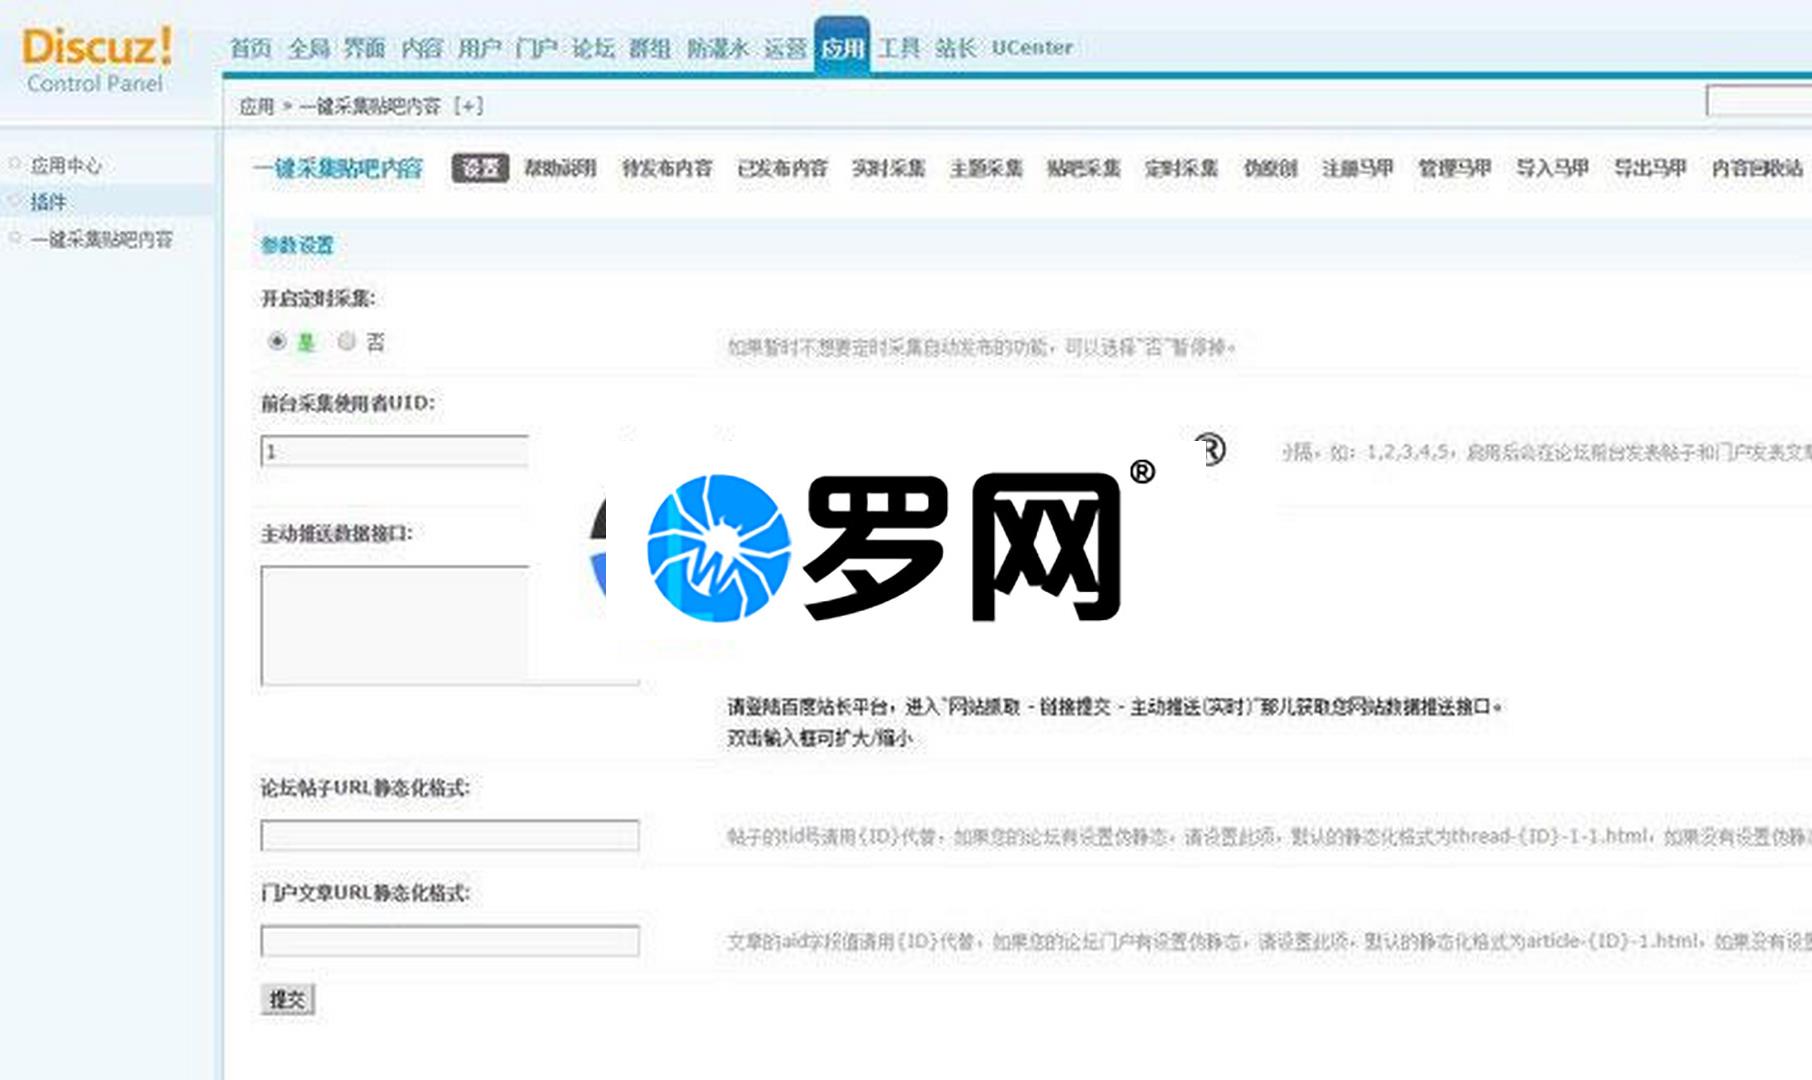 Discuz!
Control Panel
首页 全局 界面 内容 用户 门户 论坛 群组 防灌水 运营 应用 工具 站长 UCenter
应用 » 一键采集贴吧内容 [+]
应用中心
插件
一键采集贴吧内容
一键采集贴吧内容 设置 帮助说明 待发布内容 已发布内容 实时采集 主题采集 贴吧采集 定时采集 伪原创 注册马甲 管理马甲 导入马甲 导出马甲 内容回收站
参数设置
开启定时采集:
是 否
如果暂时不想要定时采集自动发布的功能，可以选择"否"暂停掉。
前台采集使用者UID:
1
隔，如：1,2,3,4,5，启用后会在论坛前台发表帖子和门户发表文章
®
罗网®
主动推送数据接口:
请登陆百度站长平台，进入"网站抓取 - 链接提交 - 主动推送(实时)"那儿获取您网站数据推送接口。
双击输入框可扩大/缩小
论坛帖子URL静态化格式:
帖子的tid号请用{ID}代替，如果您的论坛有设置伪静态，请设置此项，默认的静态化格式为thread-{ID}-1-1.html，如果没有设置伪静
门户文章URL静态化格式:
文章的aid字段值请用{ID}代替，如果您的论坛门户有设置伪静态，请设置此项，默认的静态化格式为article-{ID}-1.html，如果没有设
提交